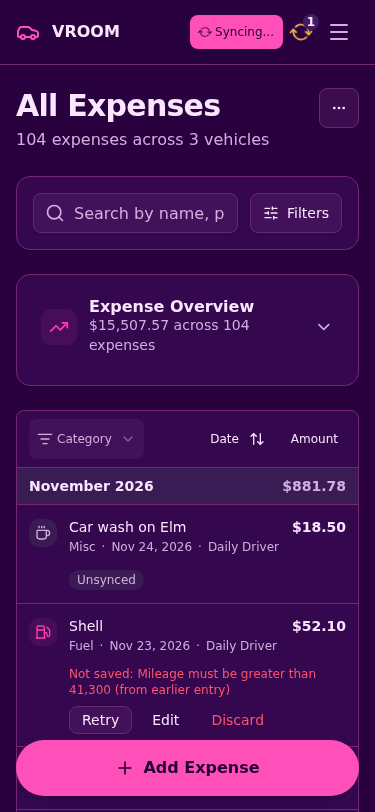 VROOM
Syncing...
1
All Expenses
...
104 expenses across 3 vehicles
Search by name, p
Filters
Expense Overview
$15,507.57 across 104
expenses
Category
Date
Amount
November 2026 $881.78
Car wash on Elm $18.50
Misc · Nov 24, 2026 · Daily Driver
Unsynced
Shell $52.10
Fuel · Nov 23, 2026 · Daily Driver
Not saved: Mileage must be greater than
41,300 (from earlier entry)
Retry Edit Discard
+ Add Expense